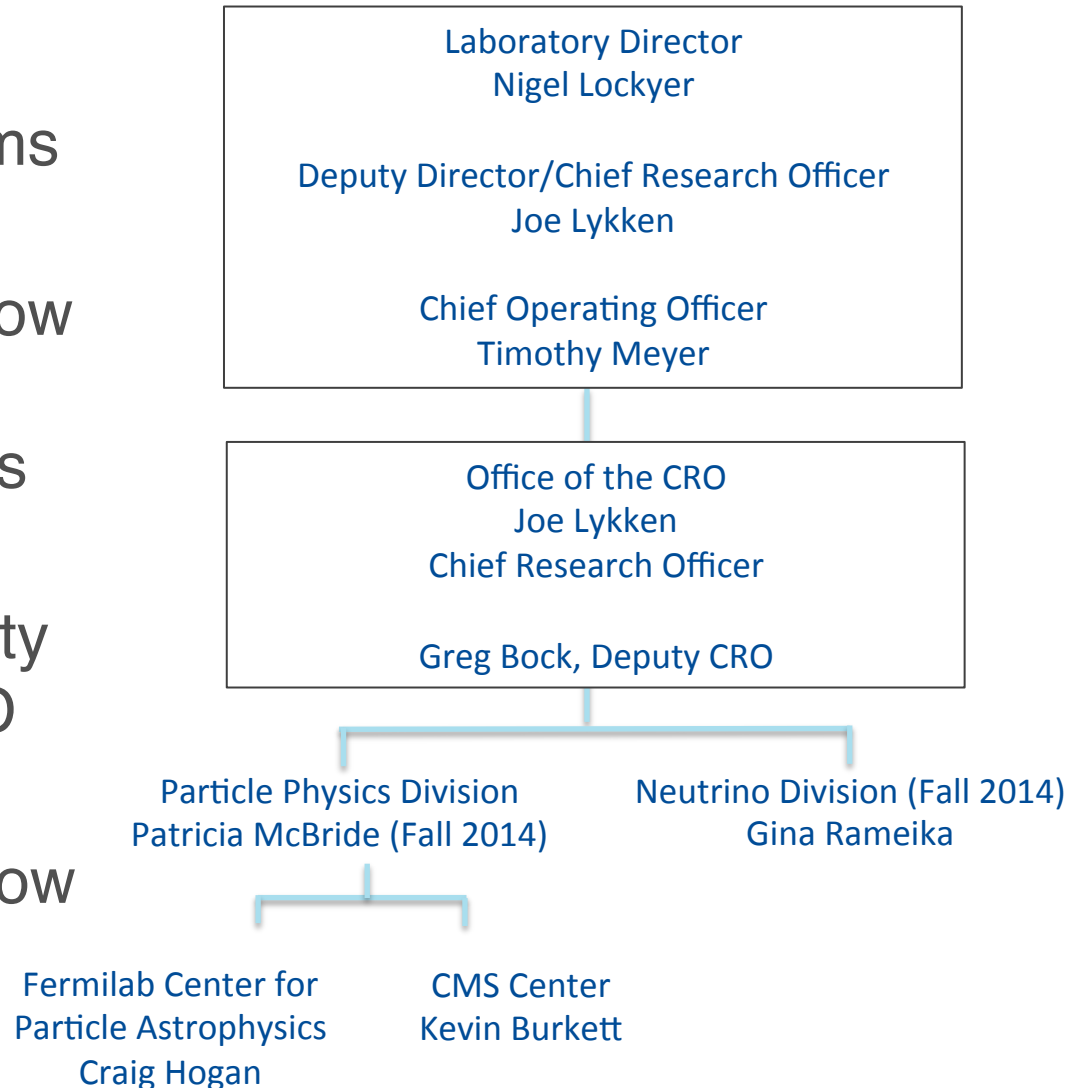 Laboratory Director
Nigel Lockyer
Deputy Director/Chief Research Officer
Joe Lykken
Chief Operating Officer
Timothy Meyer
Office of the CRO
Joe Lykken
Chief Research Officer
Greg Bock, Deputy CRO
Particle Physics Division
Patricia McBride (Fall 2014)
Neutrino Division (Fall 2014)
Gina Rameika
Fermilab Center for
Particle Astrophysics
Craig Hogan
CMS Center
Kevin Burkett